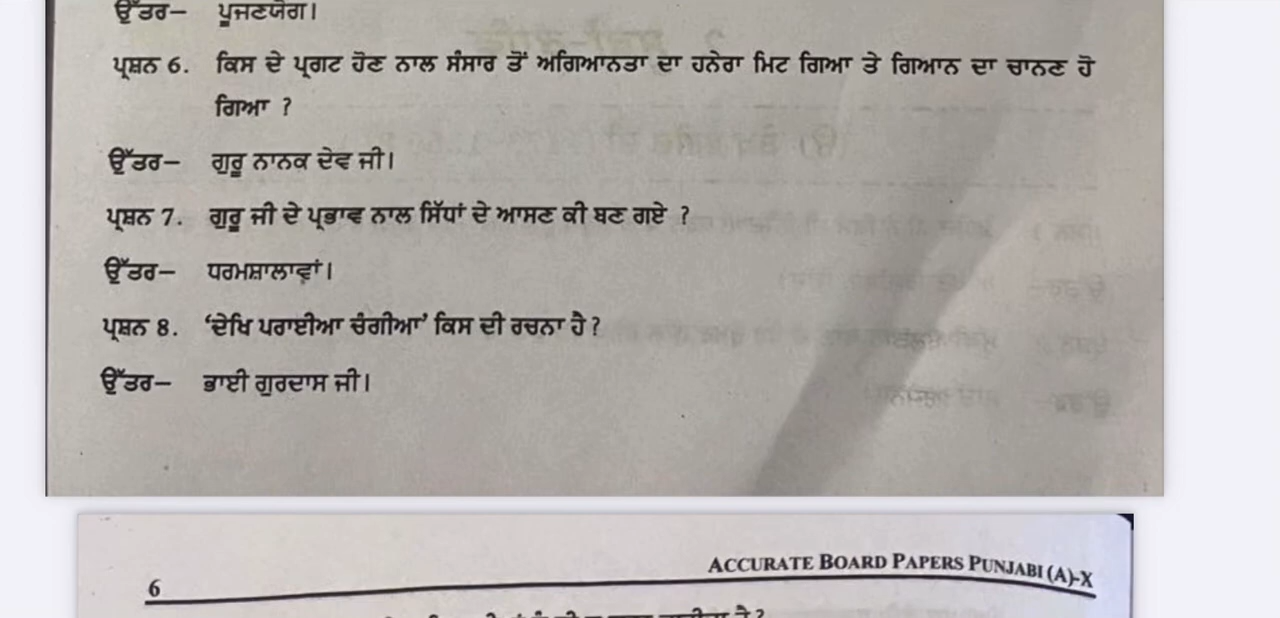 ਉੱਤਰ– ਪੂਜਣਯੋਗ।
ਪ੍ਰਸ਼ਨ 6. ਕਿਸ ਦੇ ਪ੍ਰਗਟ ਹੋਣ ਨਾਲ ਸੰਸਾਰ ਤੋਂ ਅਗਿਆਨਤਾ ਦਾ ਹਨੇਰਾ ਮਿਟ ਗਿਆ ਤੇ ਗਿਆਨ ਦਾ ਚਾਨਣ ਹੋ
ਗਿਆ ?
ਉੱਤਰ– ਗੁਰੂ ਨਾਨਕ ਦੇਵ ਜੀ।
ਪ੍ਰਸ਼ਨ 7. ਗੁਰੂ ਜੀ ਦੇ ਪ੍ਰਭਾਵ ਨਾਲ ਸਿੱਧਾਂ ਦੇ ਆਸਣ ਕੀ ਬਣ ਗਏ ?
ਉੱਤਰ– ਧਰਮਸ਼ਾਲਾਵਾਂ।
ਪ੍ਰਸ਼ਨ 8. ‘ਦੇਖਿ ਪਰਾਈਆ ਚੰਗੀਆ’ ਕਿਸ ਦੀ ਰਚਨਾ ਹੈ ?
ਉੱਤਰ– ਭਾਈ ਗੁਰਦਾਸ ਜੀ।
6 ACCURATE BOARD PAPERS PUNJABI (A)-X